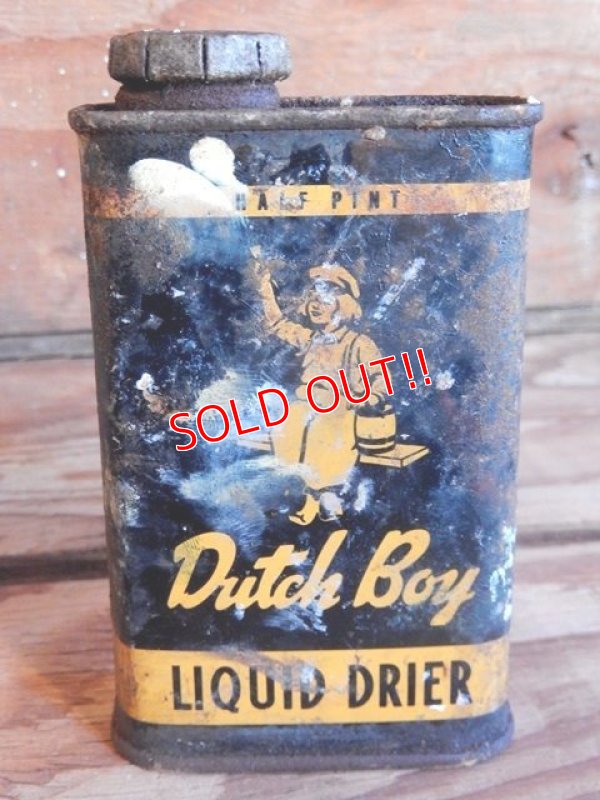 HALF PINT
SOLD OUT!!
Dutch Boy
LIQUID DRIER